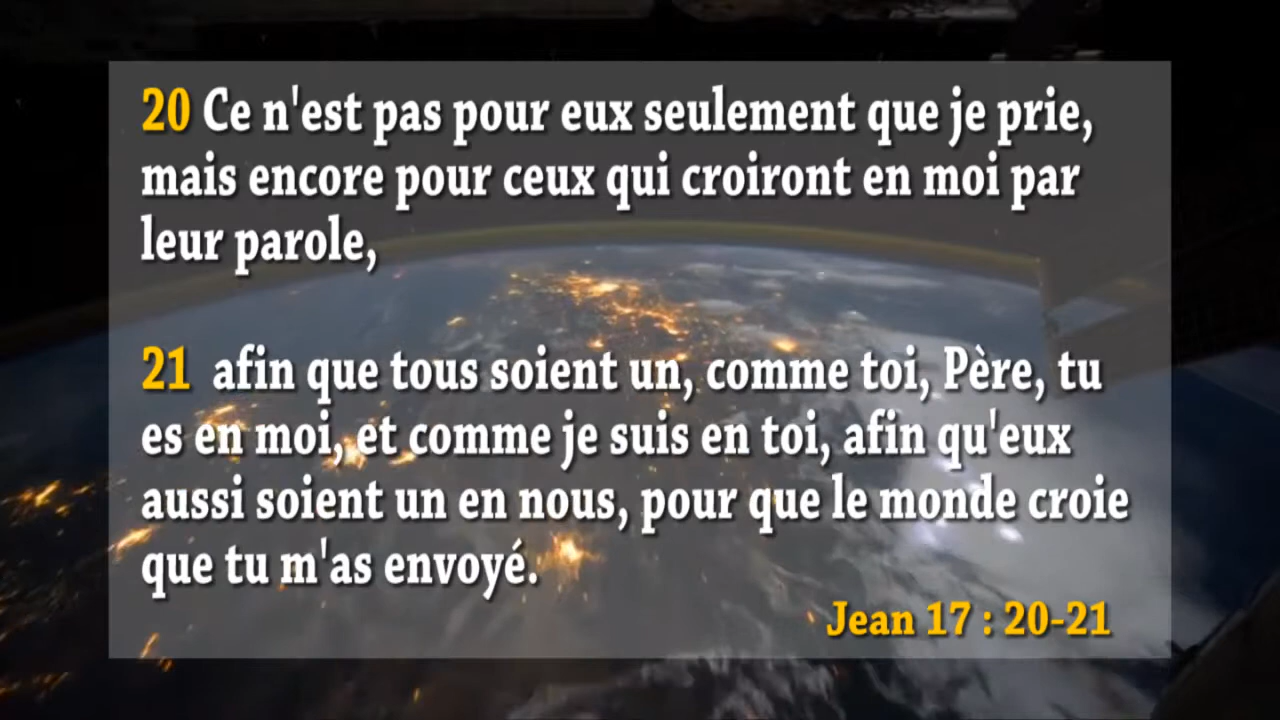 20 Ce n'est pas pour eux seulement que je prie,
mais encore pour ceux qui croiront en moi par
leur parole,
21 afin que tous soient un, comme toi, Père, tu
es en moi, et comme je suis en toi, afin qu'eux
aussi soient un en nous, pour que le monde croie
que tu m'as envoyé.
Jean 17 : 20-21